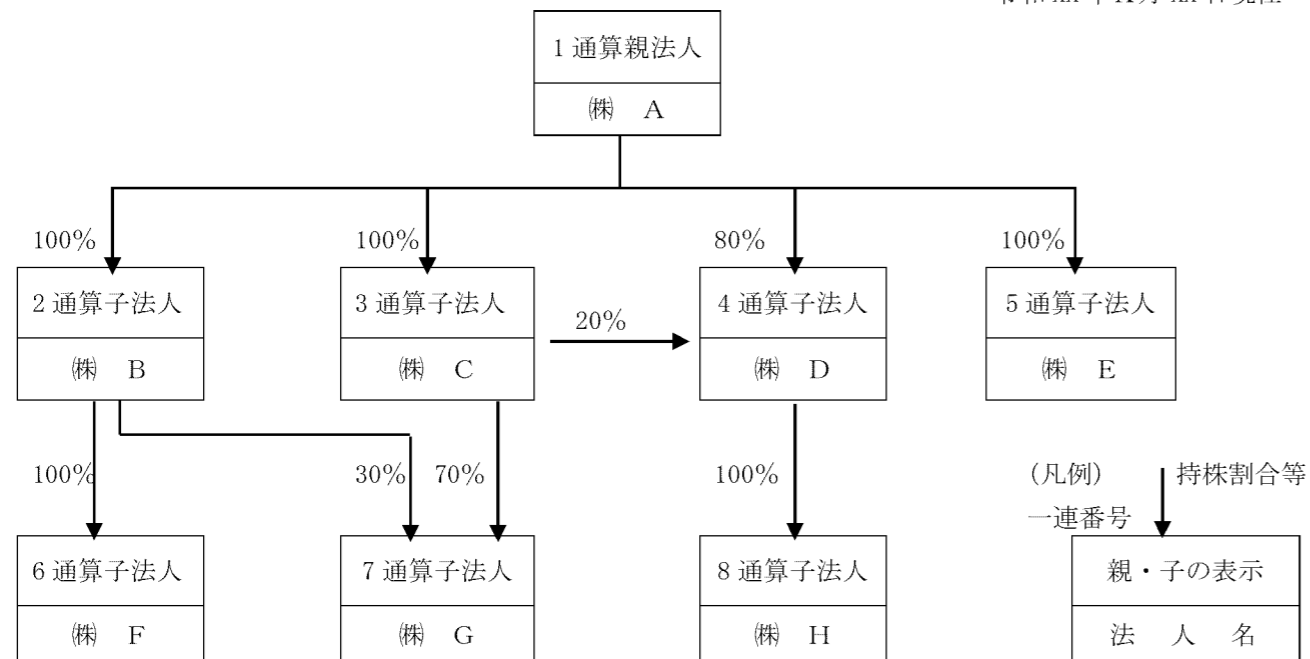 1 通算親法人
㈱ A
100%
100%
80%
100%
2 通算子法人
3 通算子法人
4 通算子法人
5 通算子法人
20%
㈱ B
㈱ C
㈱ D
㈱ E
100%
30%
70%
100%
(凡例)
持株割合等
一連番号
6 通算子法人
7 通算子法人
8 通算子法人
親・子の表示
㈱ F
㈱ G
㈱ H
法 人 名